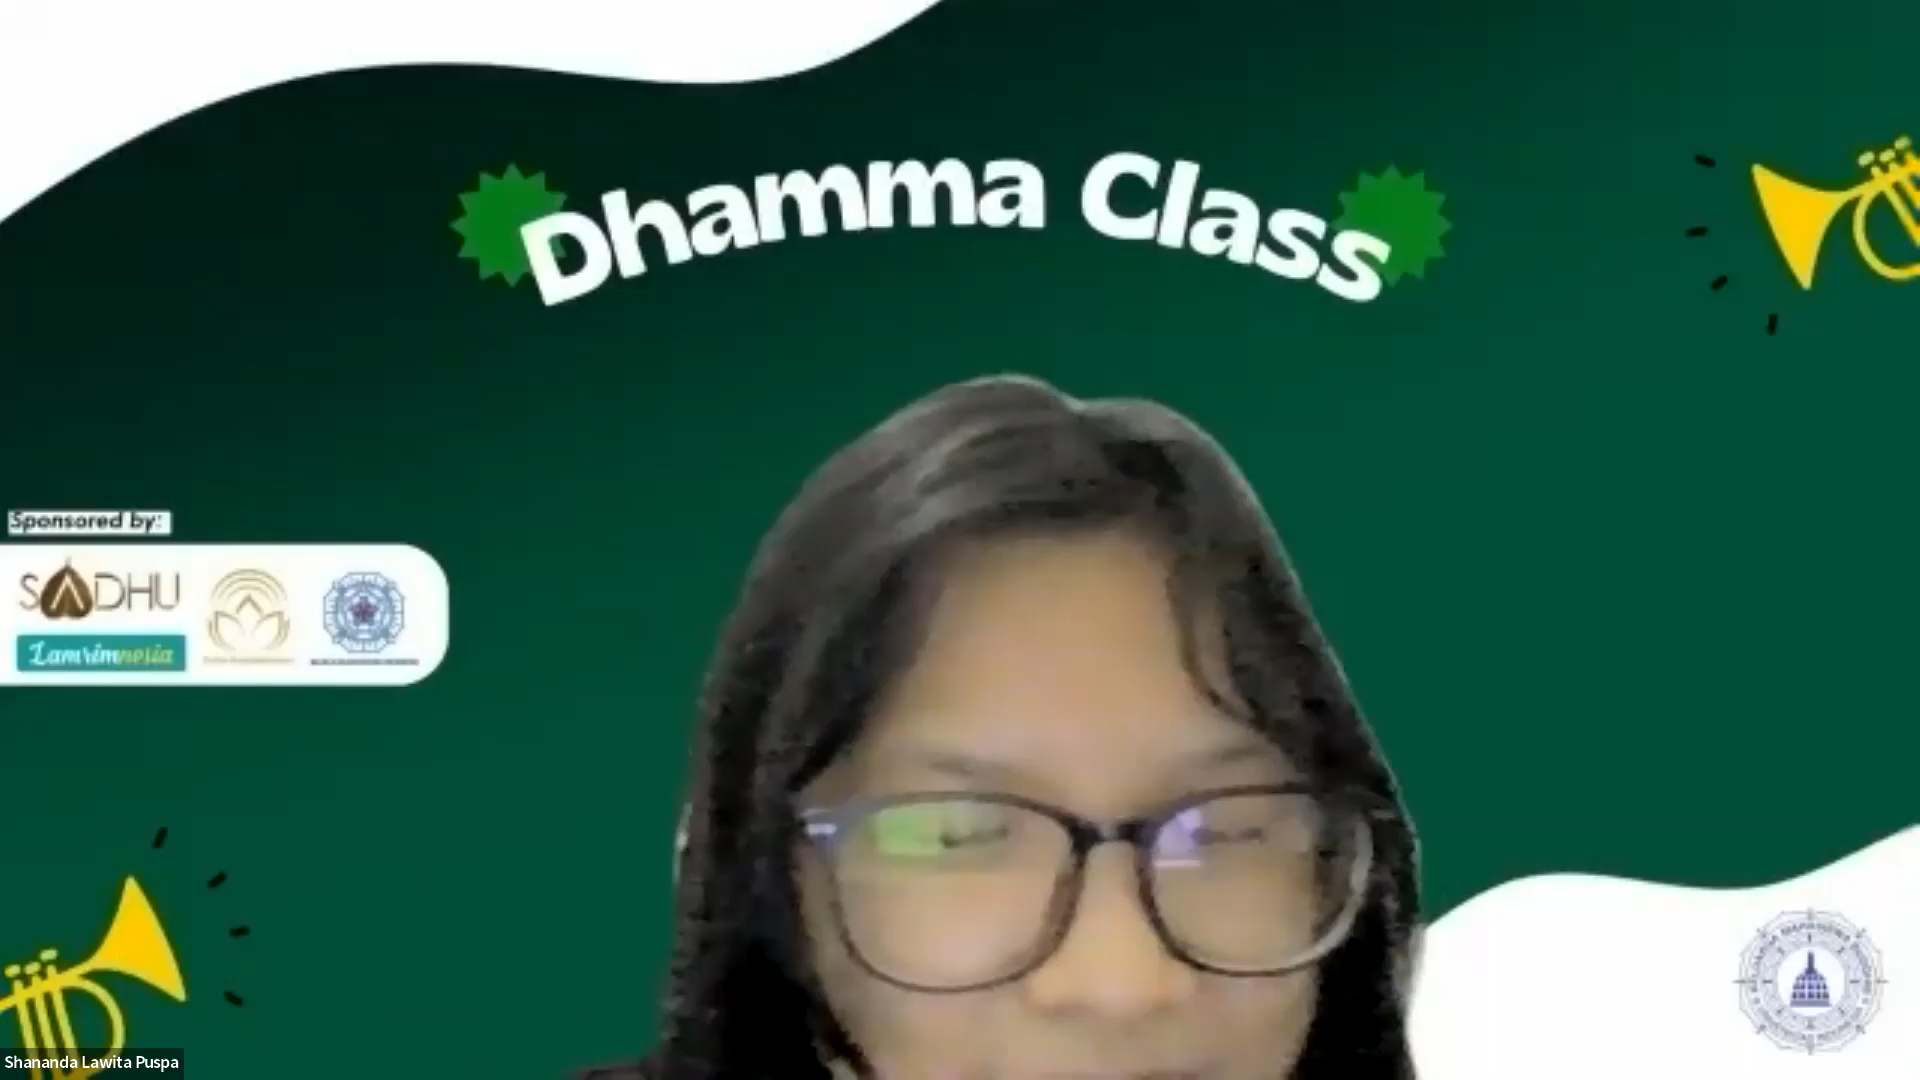 Dhamma Class
Sponsored by:
SADHU
Lamrimnesia
Shananda Lawita Puspa